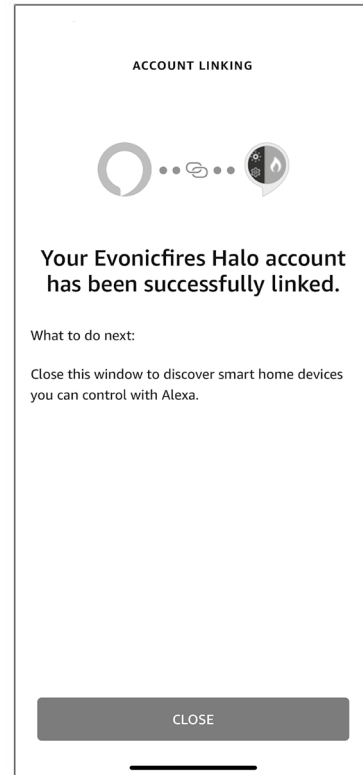 ACCOUNT LINKING
Your Evonicfires Halo account
has been successfully linked.
What to do next:
Close this window to discover smart home devices
you can control with Alexa.
CLOSE